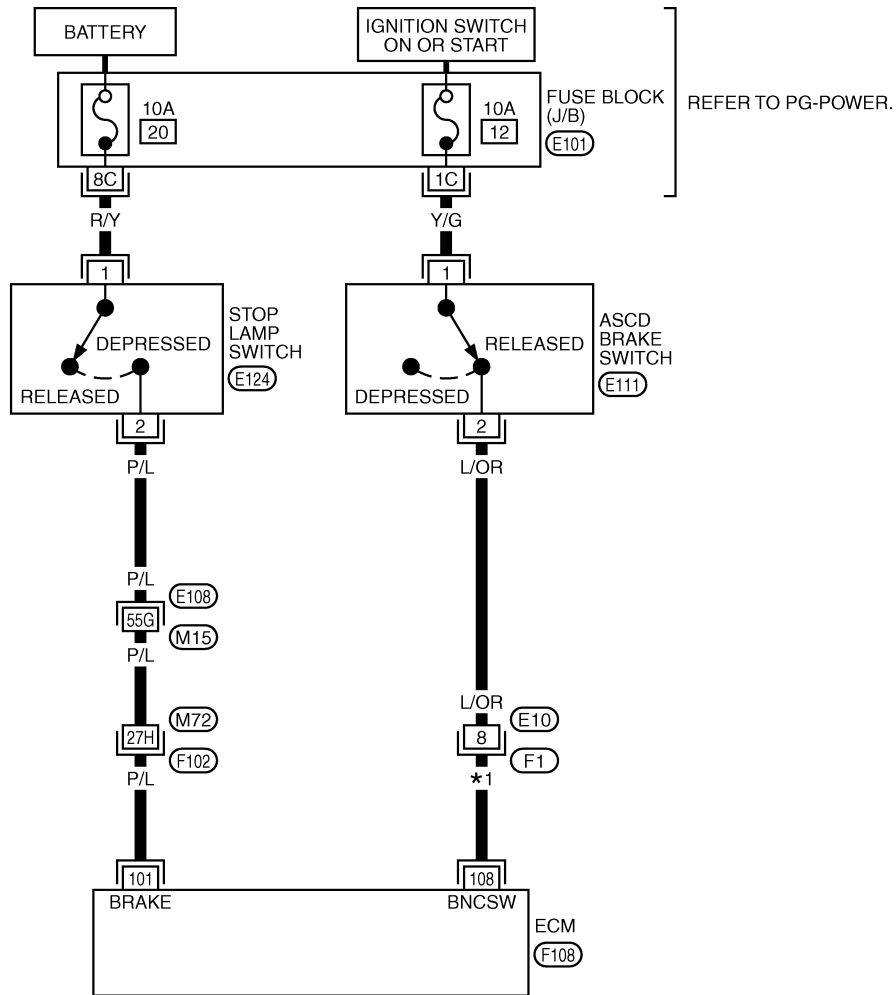 BATTERY
IGNITION SWITCH
ON OR START
10A
20
10A
12
FUSE BLOCK
(J/B)
E101
REFER TO PG-POWER.
8C
1C
R/Y
Y/G
1
1
DEPRESSED
RELEASED
STOP
LAMP
SWITCH
E124
RELEASED
DEPRESSED
ASCD
BRAKE
SWITCH
E111
2
2
P/L
L/OR
P/L
E108
55G
M15
P/L
L/OR
M72
E10
27H
8
F102
F1
P/L
★1
101
108
BRAKE
BNCSW
ECM
F108